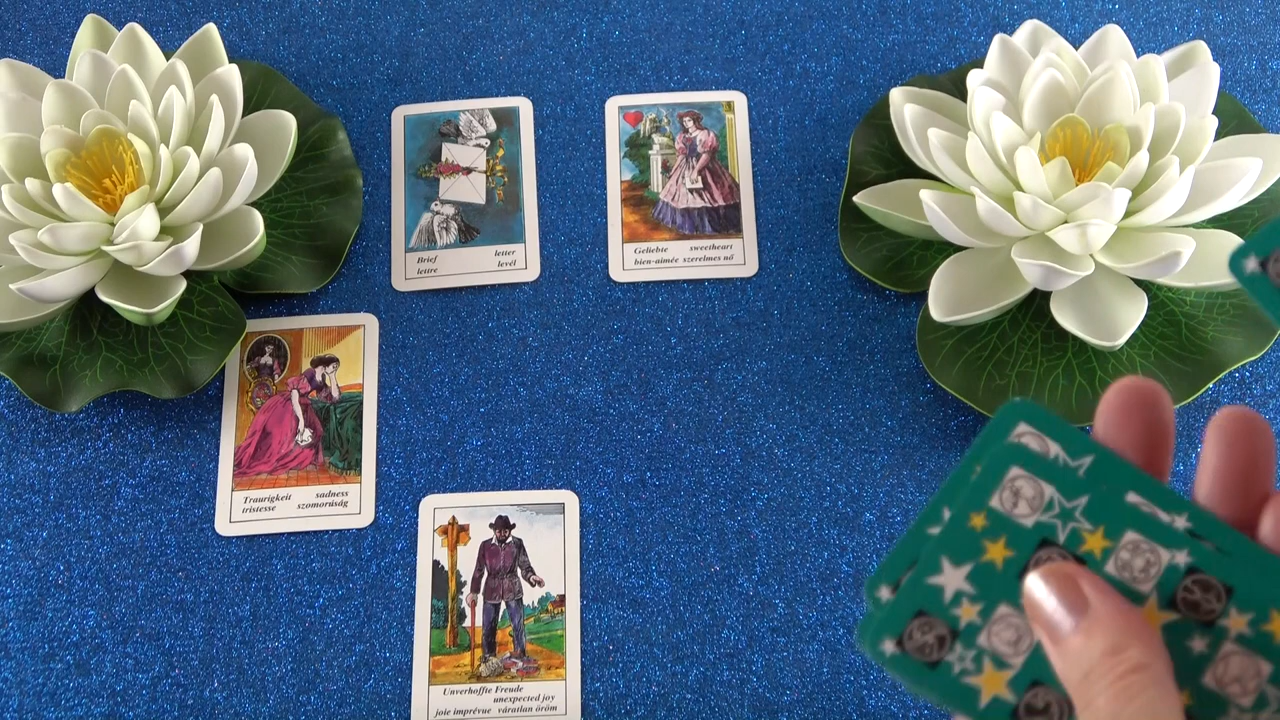 Brief letter
lettre levél
Geliebte sweetheart
bien-aimée szerelmes nő
Traurigkeit sadness
tristesse szomorúság
Unverhoffte Freude
unexpected joy
joie imprévue váratlan öröm